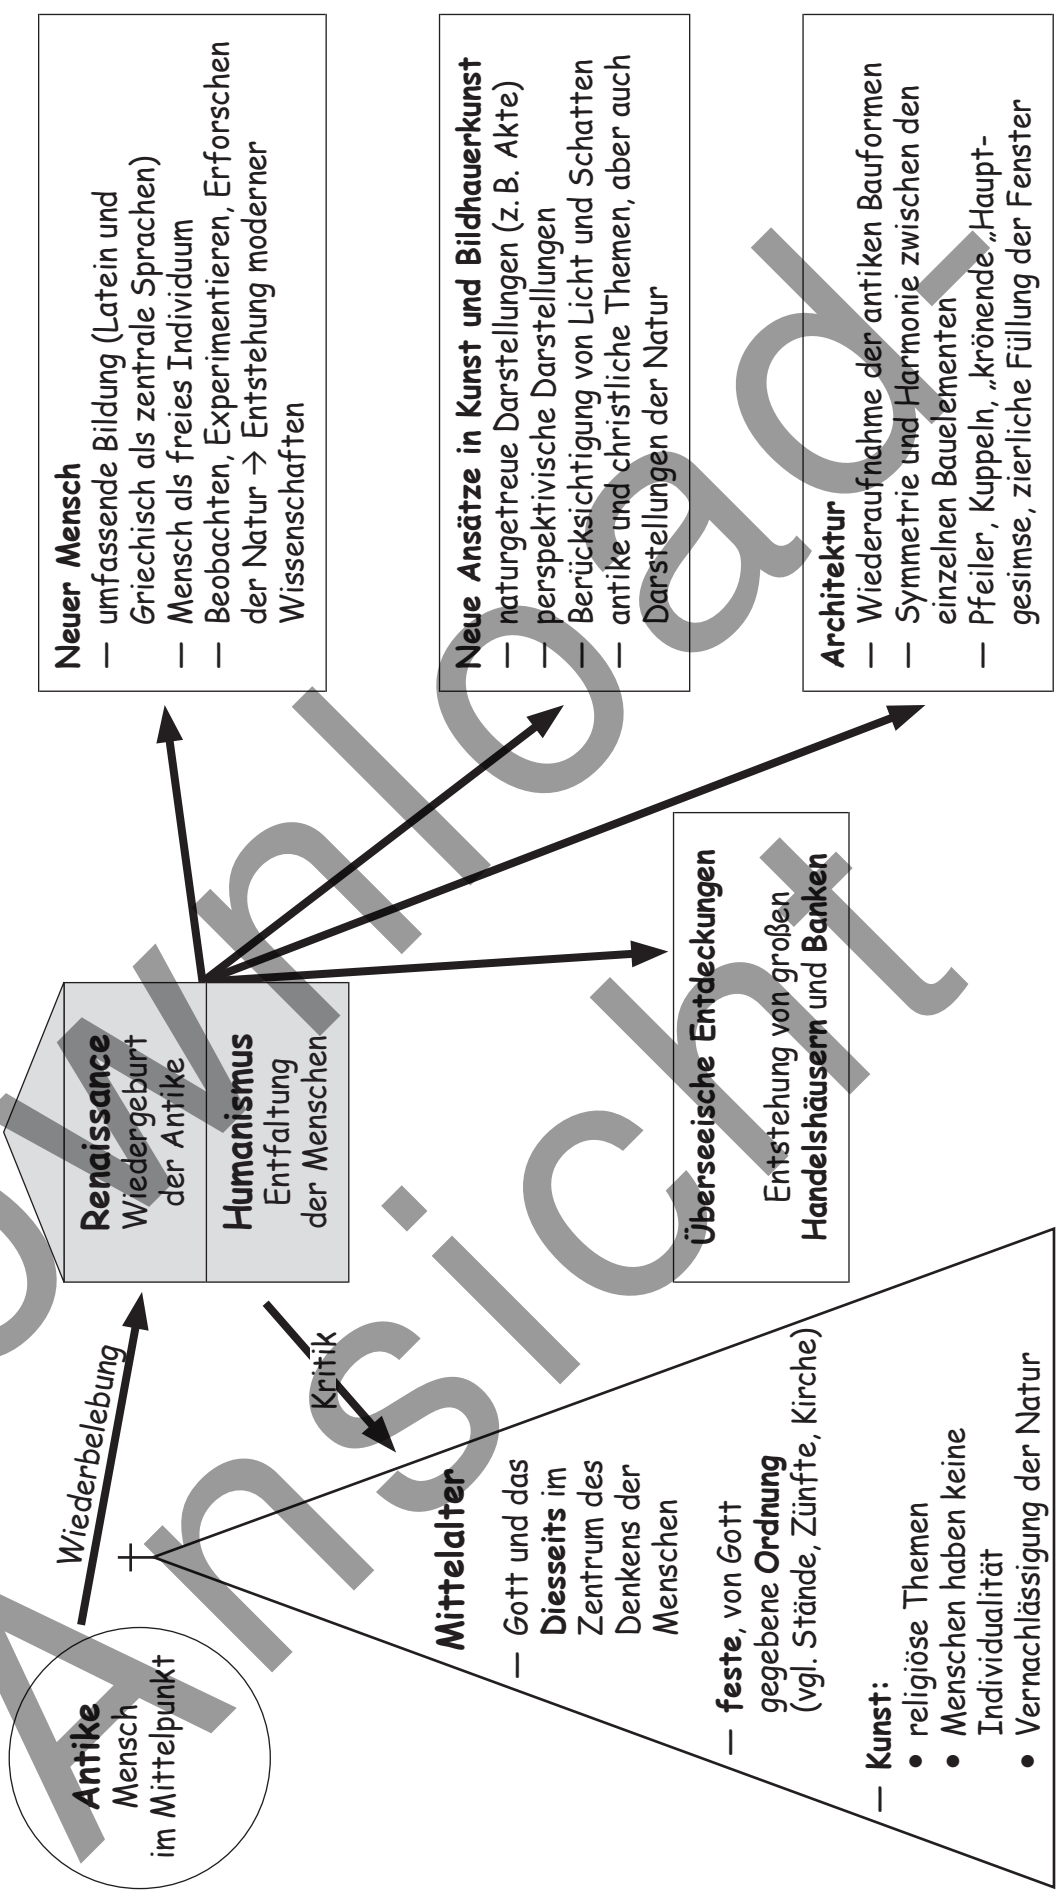 Antike
Mensch
im Mittelpunkt
Wiederbelebung
Renaissance
Wiedergeburt
der Antike
Humanismus
Entfaltung
der Menschen
Kritik
Mittelalter
– Gott und das
Diesseits im
Zentrum des
Denkens der
Menschen
– feste, von Gott
gegebene Ordnung
(vgl. Stände, Zünfte, Kirche)
– Kunst:
• religiöse Themen
• Menschen haben keine
Individualität
• Vernachlässigung der Natur
Überseeische Entdeckungen
Entstehung von großen
Handelshäusern und Banken
Neuer Mensch
– umfassende Bildung (Latein und
Griechisch als zentrale Sprachen)
– Mensch als freies Individuum
– Beobachten, Experimentieren, Erforschen
der Natur → Entstehung moderner
Wissenschaften
Neue Ansätze in Kunst und Bildhauerkunst
– naturgetreue Darstellungen (z. B. Akte)
– perspektivische Darstellungen
– Berücksichtigung von Licht und Schatten
– antike und christliche Themen, aber auch
Darstellungen der Natur
Architektur
– Wiederaufnahme der antiken Bauformen
– Symmetrie und Harmonie zwischen den
einzelnen Bauelementen
– Pfeiler, Kuppeln, „krönende „Haupt-
gesimse, zierliche Füllung der Fenster
ownload-
Ansicht